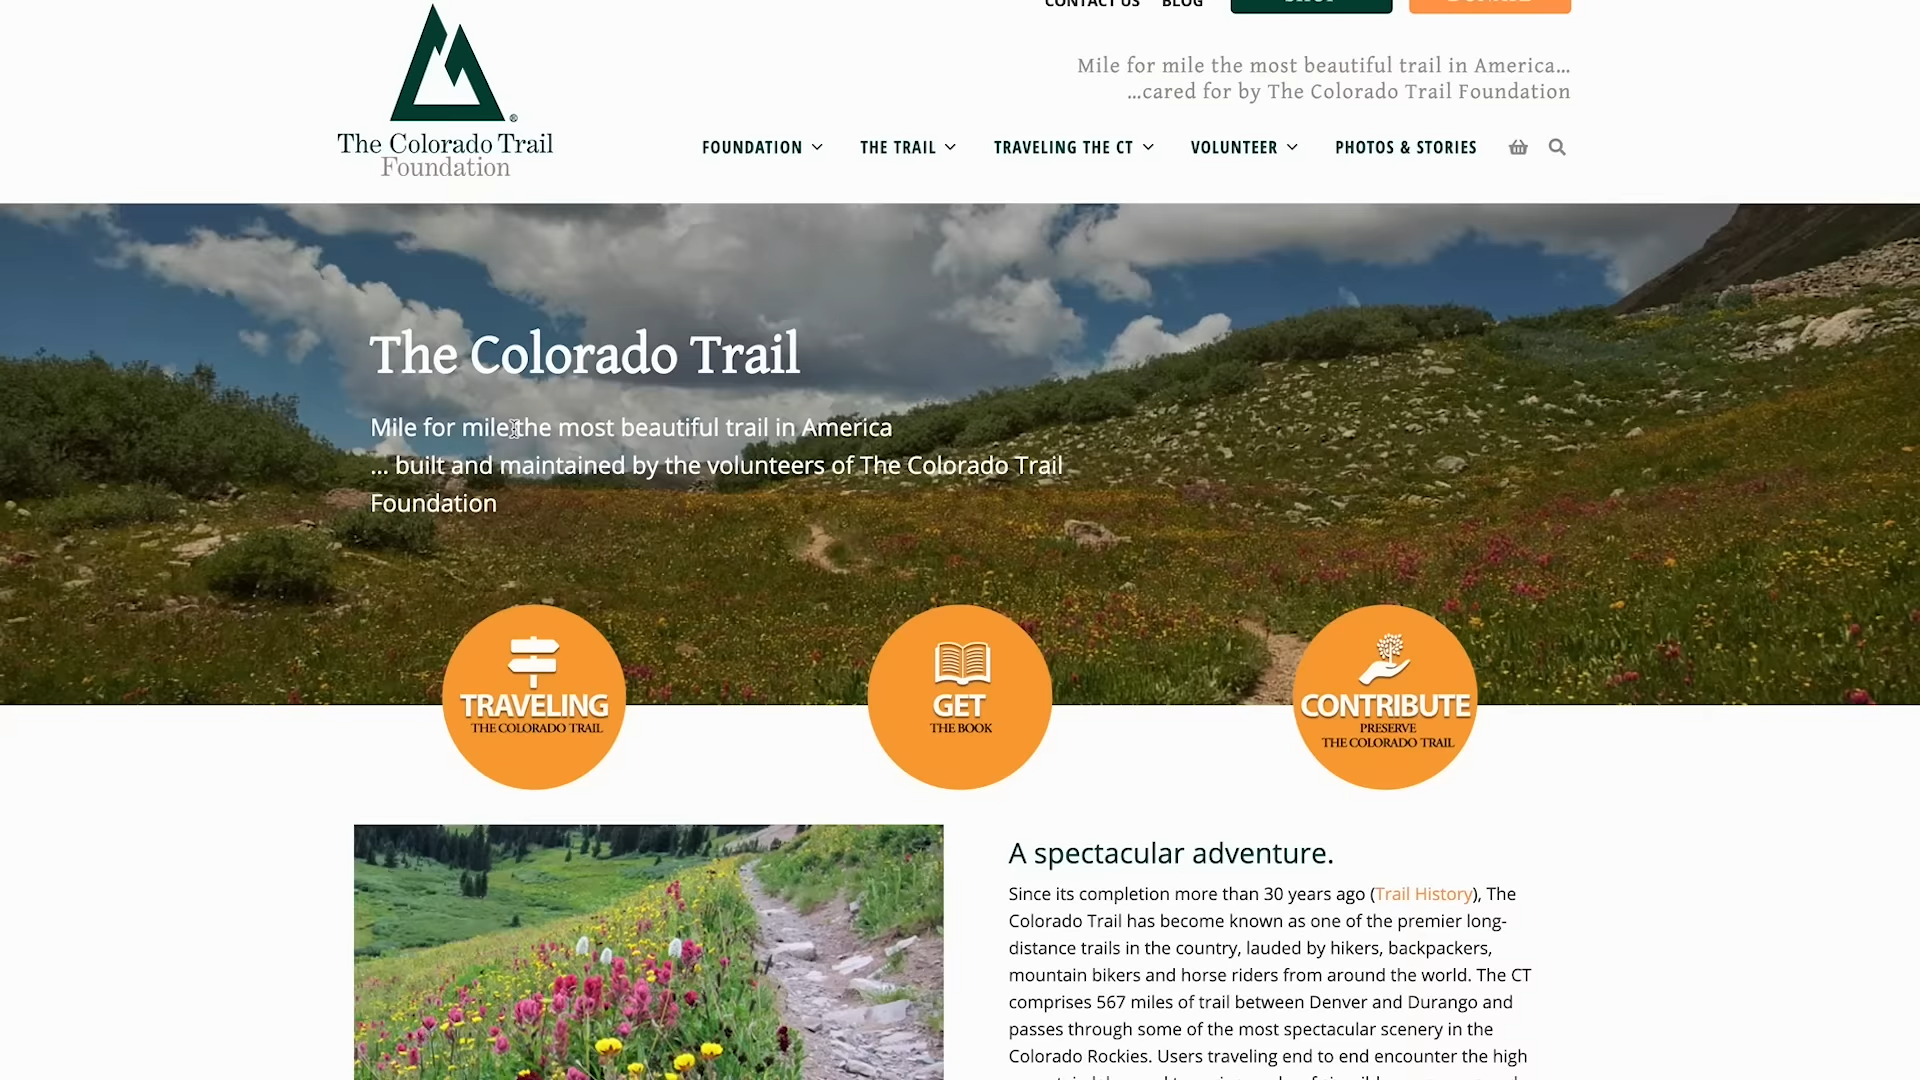 CONTACT US BLOG SHOP DONATE
Mile for mile the most beautiful trail in America...
...cared for by The Colorado Trail Foundation
®
The Colorado Trail
Foundation
FOUNDATION THE TRAIL TRAVELING THE CT VOLUNTEER PHOTOS & STORIES
The Colorado Trail
Mile for mile the most beautiful trail in America
... built and maintained by the volunteers of The Colorado Trail
Foundation
TRAVELING
THE COLORADO TRAIL
GET
THE BOOK
CONTRIBUTE
PRESERVE
THE COLORADO TRAIL
A spectacular adventure.
Since its completion more than 30 years ago (Trail History), The
Colorado Trail has become known as one of the premier long-
distance trails in the country, lauded by hikers, backpackers,
mountain bikers and horse riders from around the world. The CT
comprises 567 miles of trail between Denver and Durango and
passes through some of the most spectacular scenery in the
Colorado Rockies. Users traveling end to end encounter the high